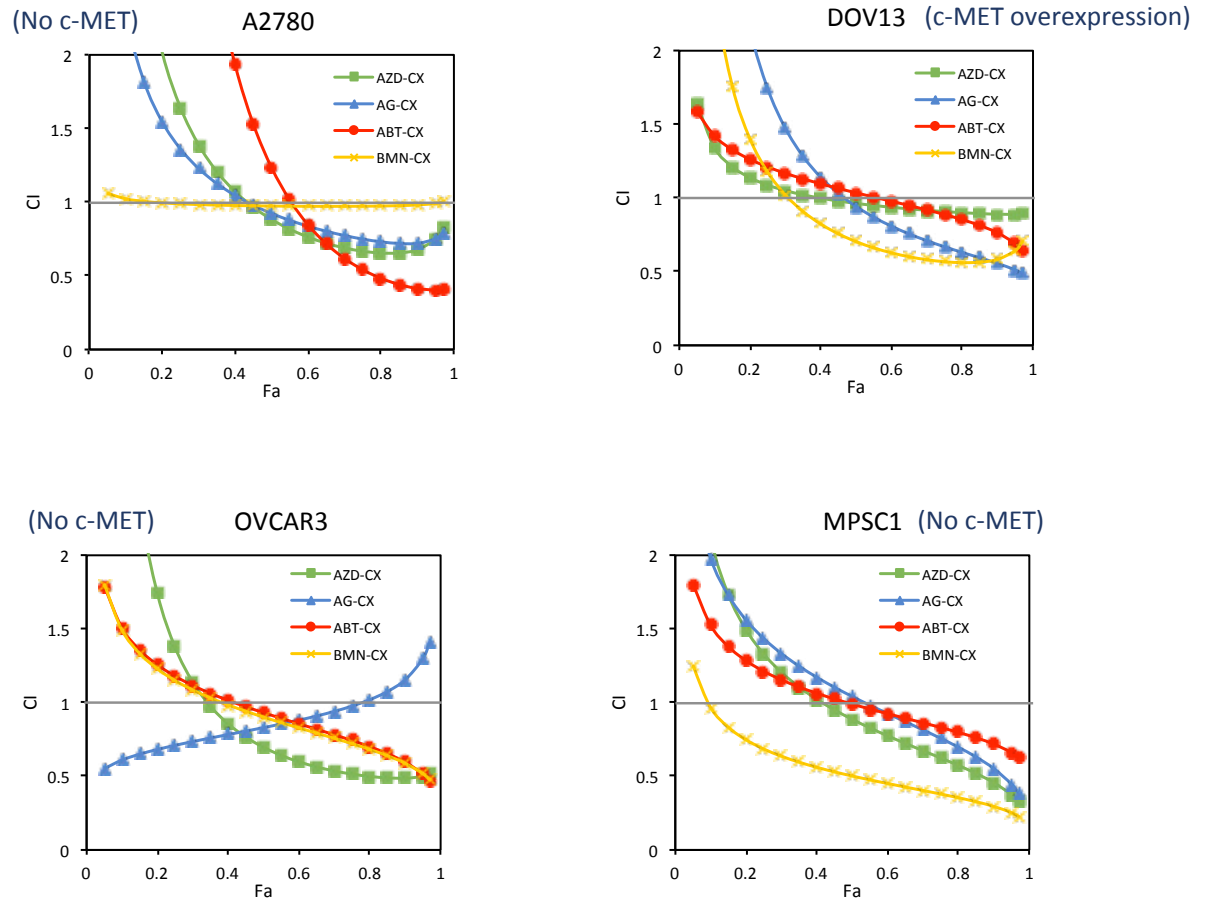 (No c-MET) A2780
2
1.5
1
0.5
0
CI
0 0.2 0.4 0.6 0.8 1
Fa
AZD-CX
AG-CX
ABT-CX
BMN-CX
DOV13 (c-MET overexpression)
2
1.5
1
0.5
0
CI
0 0.2 0.4 0.6 0.8 1
Fa
AZD-CX
AG-CX
ABT-CX
BMN-CX
(No c-MET) OVCAR3
2
1.5
1
0.5
0
CI
0 0.2 0.4 0.6 0.8 1
Fa
AZD-CX
AG-CX
ABT-CX
BMN-CX
MPSC1 (No c-MET)
2
1.5
1
0.5
0
CI
0 0.2 0.4 0.6 0.8 1
Fa
AZD-CX
AG-CX
ABT-CX
BMN-CX